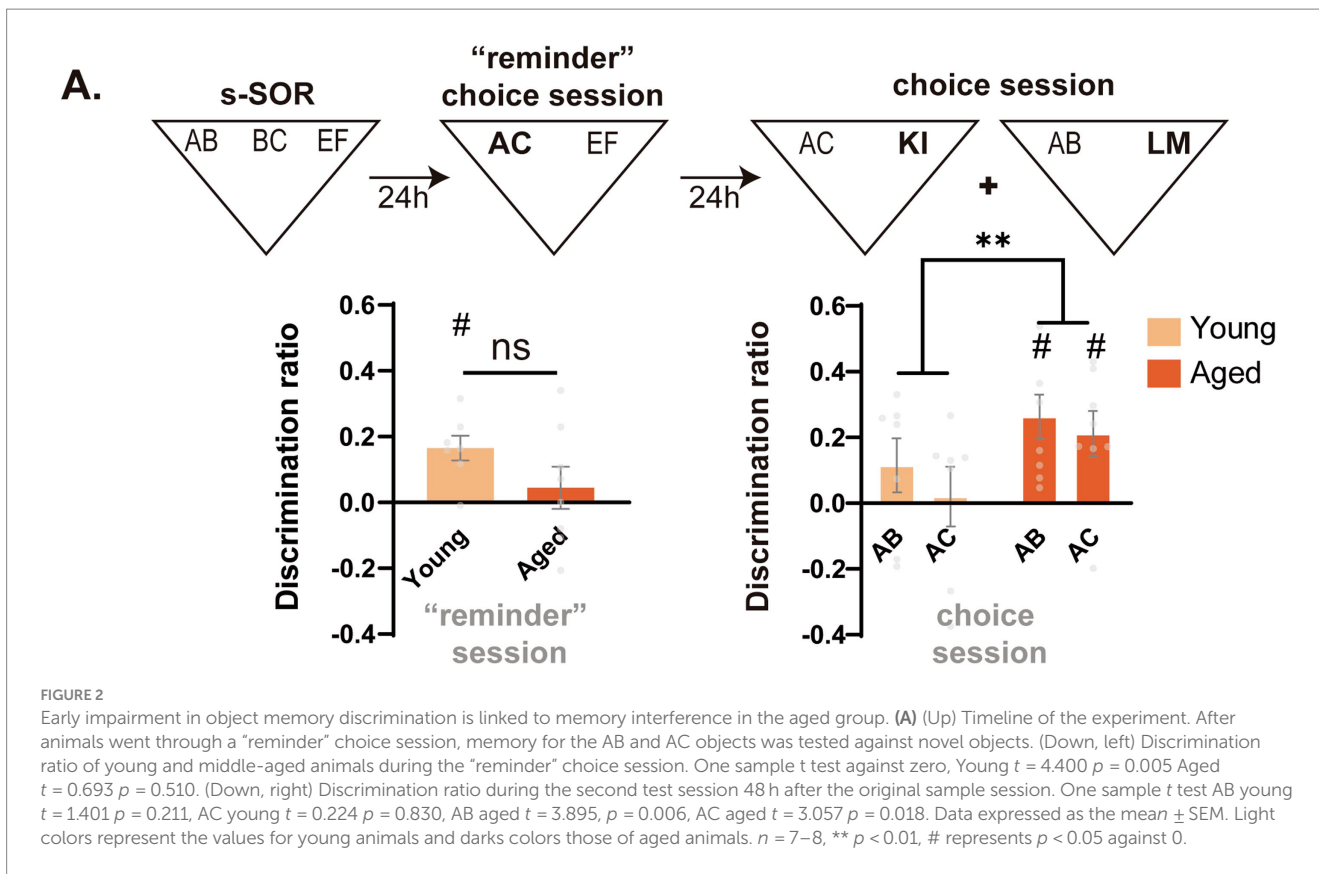 A.
s-SOR
"reminder"
choice session
choice session
AB BC EF
AC EF
AC KI
AB LM
24h
24h
+
**
Discrimination ratio
0.6
0.4
0.2
0.0
-0.2
-0.4
#
ns
Young
Aged
"reminder"
session
Discrimination ratio
0.6
0.4
0.2
0.0
-0.2
-0.4
# #
AB AC AB AC
choice
session
Young
Aged
FIGURE 2
Early impairment in object memory discrimination is linked to memory interference in the aged group. (A) (Up) Timeline of the experiment. After
animals went through a "reminder" choice session, memory for the AB and AC objects was tested against novel objects. (Down, left) Discrimination
ratio of young and middle-aged animals during the "reminder" choice session. One sample t test against zero, Young t = 4.400 p = 0.005 Aged
t = 0.693 p = 0.510. (Down, right) Discrimination ratio during the second test session 48 h after the original sample session. One sample t test AB young
t = 1.401 p = 0.211, AC young t = 0.224 p = 0.830, AB aged t = 3.895, p = 0.006, AC aged t = 3.057 p = 0.018. Data expressed as the mean ± SEM. Light
colors represent the values for young animals and darks colors those of aged animals. n = 7–8, ** p < 0.01, # represents p < 0.05 against 0.